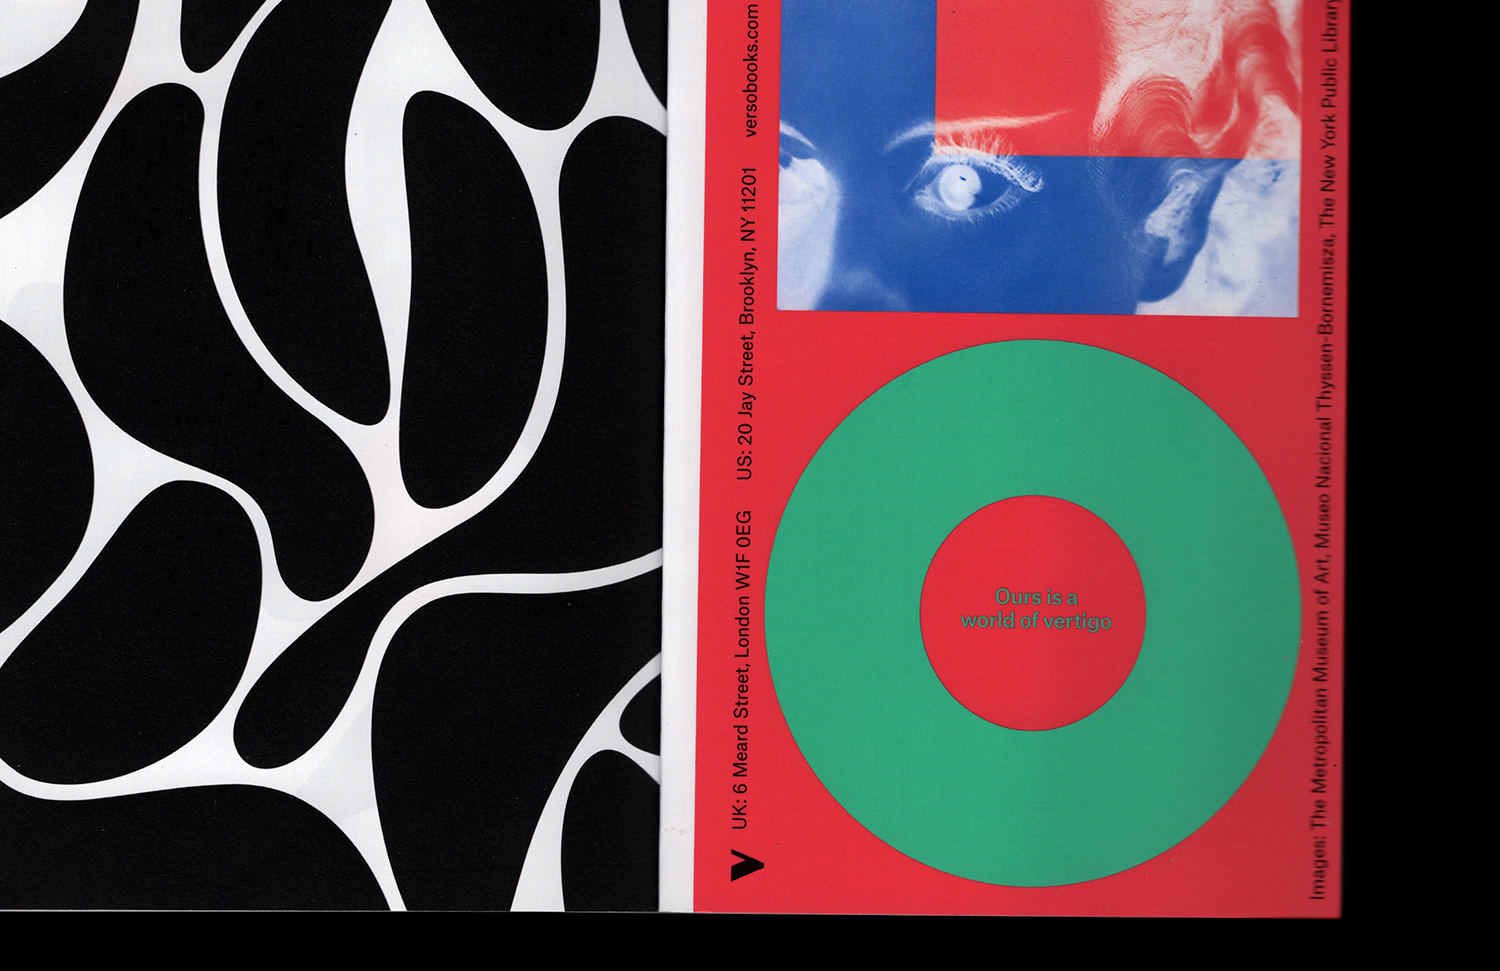 V UK: 6 Meard Street, London W1F 0EG US: 20 Jay Street, Brooklyn, NY 11201 versobooks.com
Ours is a
world of vertigo
Images: The Metropolitan Museum of Art, Museo Nacional Thyssen-Bornemisza, The New York Public Library